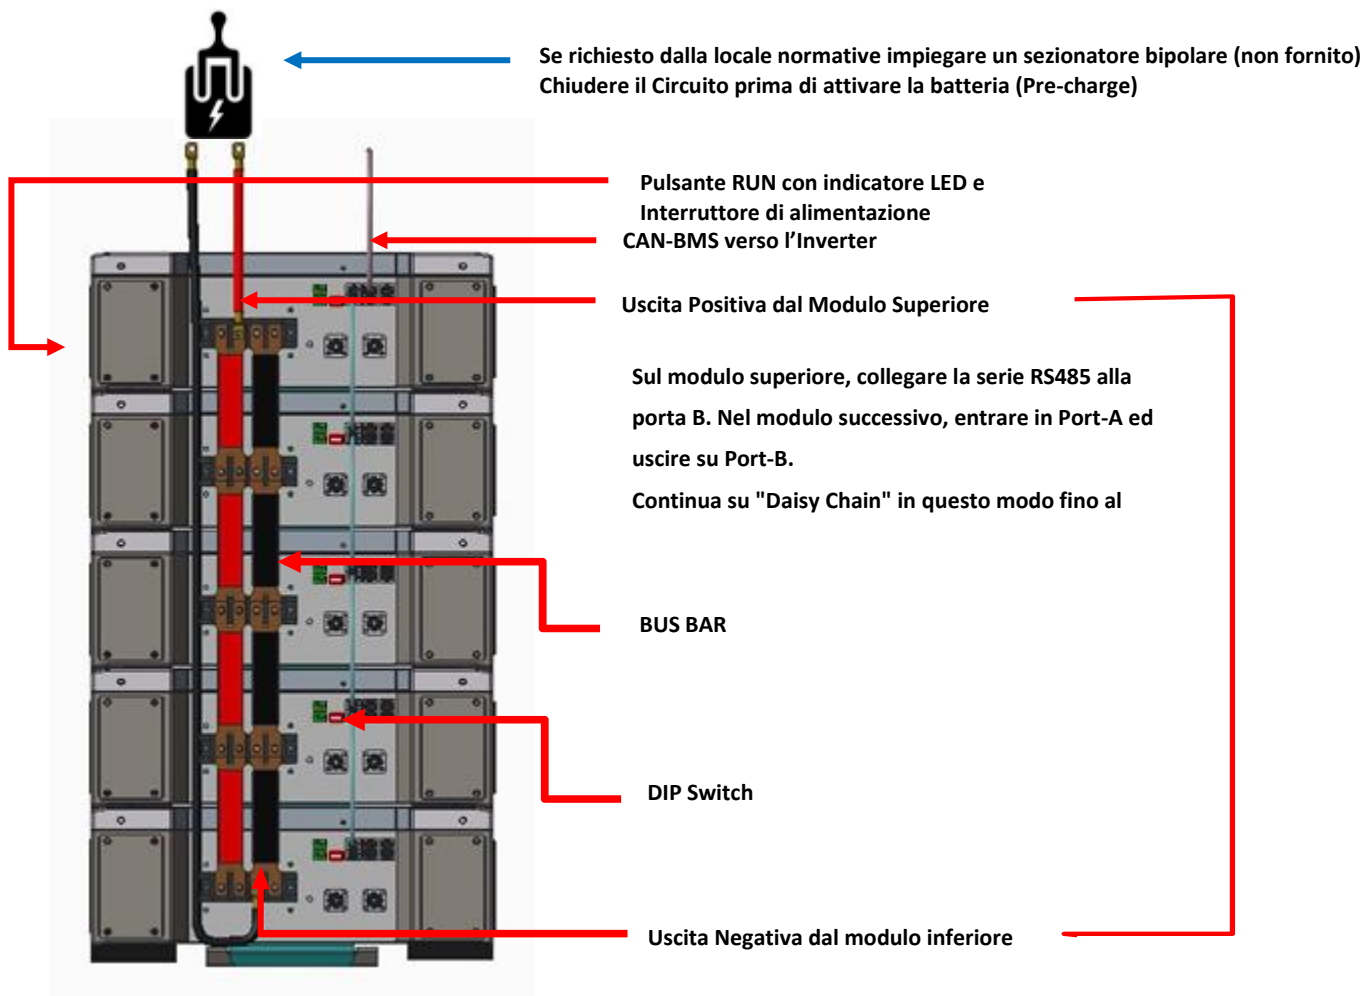 Se richiesto dalla locale normative impiegare un sezionatore bipolare (non fornito)
Chiudere il Circuito prima di attivare la batteria (Pre-charge)
Pulsante RUN con indicatore LED e
Interruttore di alimentazione
CAN-BMS verso l'Inverter
Uscita Positiva dal Modulo Superiore
Sul modulo superiore, collegare la serie RS485 alla
porta B. Nel modulo successivo, entrare in Port-A ed
uscire su Port-B.
Continua su "Daisy Chain" in questo modo fino al
BUS BAR
DIP Switch
Uscita Negativa dal modulo inferiore